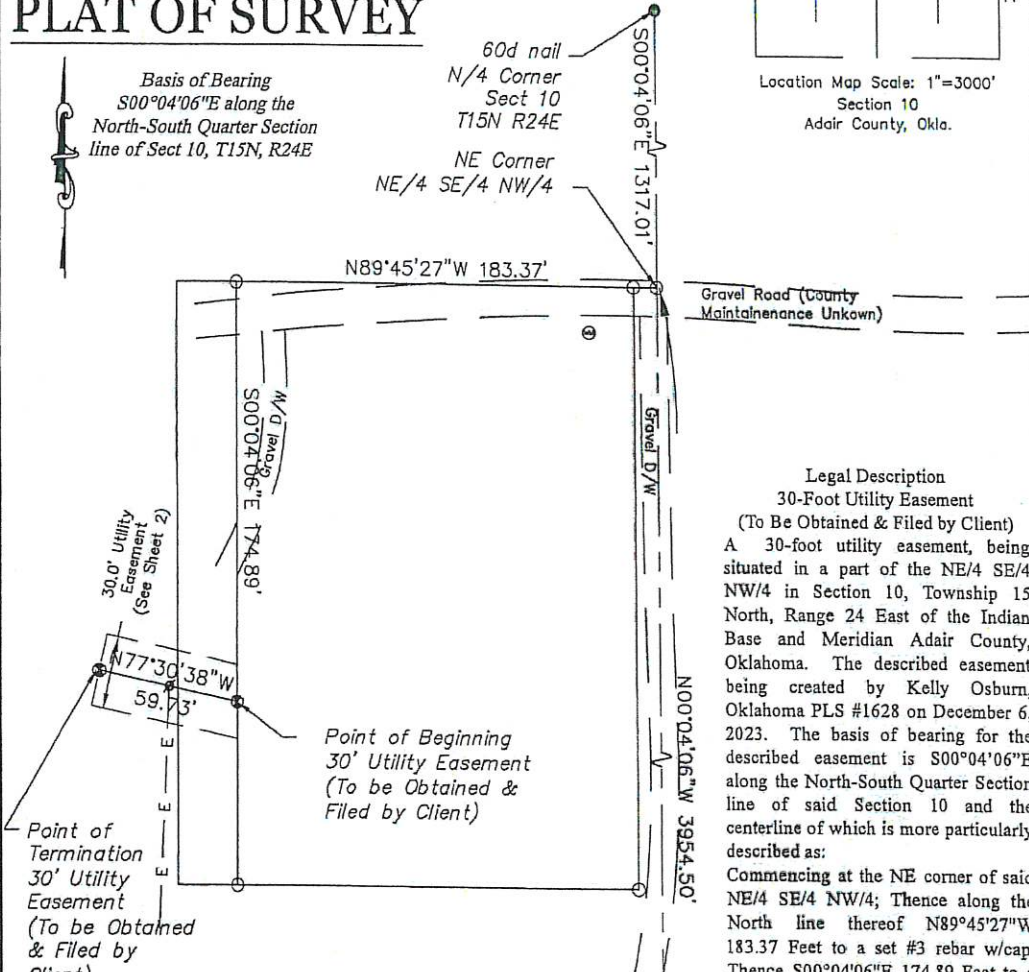 PLAT OF SURVEY
Basis of Bearing
S00°04'06"E along the
North-South Quarter Section
line of Sect 10, T15N, R24E
60d nail
N/4 Corner
Sect 10
T15N R24E
NE Corner
NE/4 SE/4 NW/4
S00°04'06"E 1317.01'
Location Map Scale: 1"=3000'
Section 10
Adair County, Okla.
N89°45'27"W 183.37'
Gravel Road (County
Maintainenance Unkown)
S00°04'06"E 174.89'
Gravel D/W
Gravel D/W
30.0' Utility
Easement
(See Sheet 2)
N77°30'38"W
59.73'
E
E
E
E
Point of Beginning
30' Utility Easement
(To be Obtained &
Filed by Client)
N00°04'06"W 3954.50'
Point of
Termination
30' Utility
Easement
(To be Obtained
& Filed by
Client)
Legal Description
30-Foot Utility Easement
(To Be Obtained & Filed by Client)
A 30-foot utility easement, being
situated in a part of the NE/4 SE/4
NW/4 in Section 10, Township 15
North, Range 24 East of the Indian
Base and Meridian Adair County,
Oklahoma. The described easement
being created by Kelly Osburn,
Oklahoma PLS #1628 on December 6,
2023. The basis of bearing for the
described easement is S00°04'06"E
along the North-South Quarter Section
line of said Section 10 and the
centerline of which is more particularly
described as:
Commencing at the NE corner of said
NE/4 SE/4 NW/4; Thence along the
North line thereof N89°45'27"W
183.37 Feet to a set #3 rebar w/cap
Thence S00°04'06"E 174.89 Feet to a